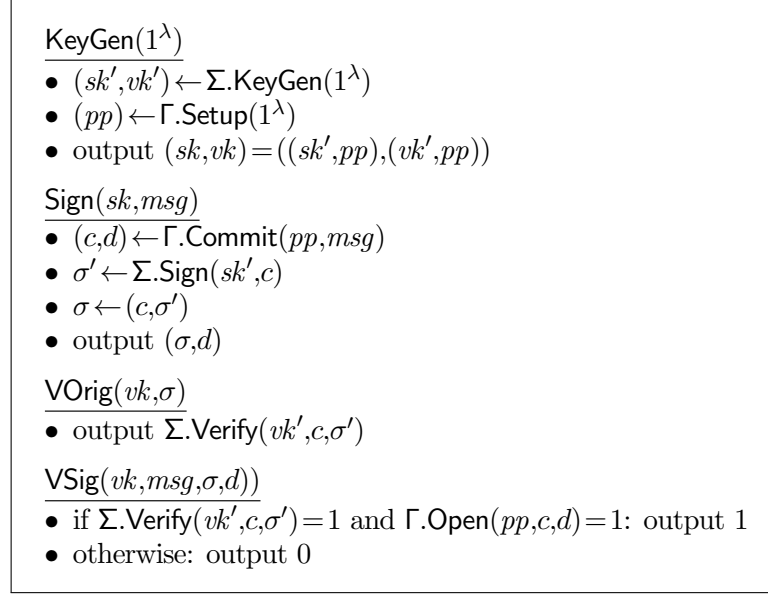 KeyGen(1^λ)
• (sk′,vk′)←Σ.KeyGen(1^λ)
• (pp)←Γ.Setup(1^λ)
• output (sk,vk)=((sk′,pp),(vk′,pp))
Sign(sk,msg)
• (c,d)←Γ.Commit(pp,msg)
• σ′←Σ.Sign(sk′,c)
• σ←(c,σ′)
• output (σ,d)
VOrig(vk,σ)
• output Σ.Verify(vk′,c,σ′)
VSig(vk,msg,σ,d))
• if Σ.Verify(vk′,c,σ′)=1 and Γ.Open(pp,c,d)=1: output 1
• otherwise: output 0